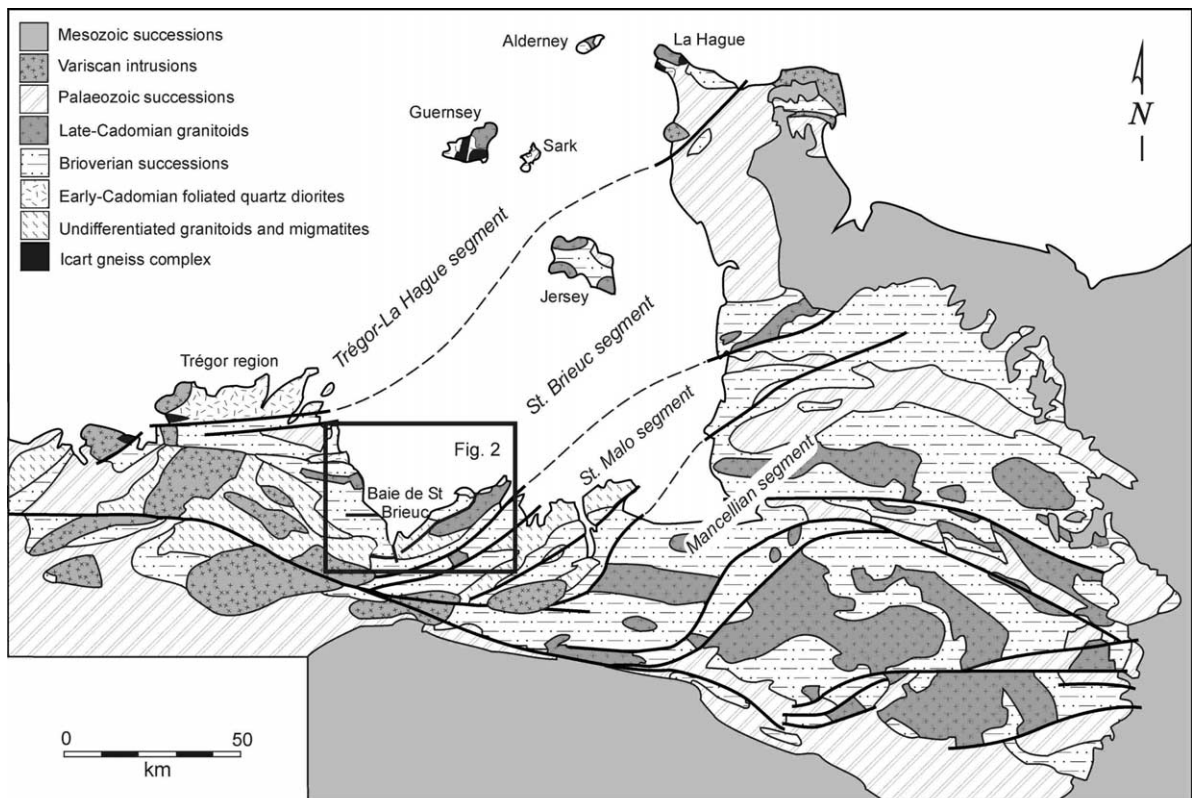 Mesozoic successions
Variscan intrusions
Palaeozoic successions
Late-Cadomian granitoids
Brioverian successions
Early-Cadomian foliated quartz diorites
Undifferentiated granitoids and migmatites
Icart gneiss complex
Alderney
La Hague
Guernsey
Sark
N
Jersey
Trégor-La Hague segment
St. Brieuc segment
St. Malo segment
Mancellian segment
Trégor region
Fig. 2
Baie de St
Brieuc
0 50
km